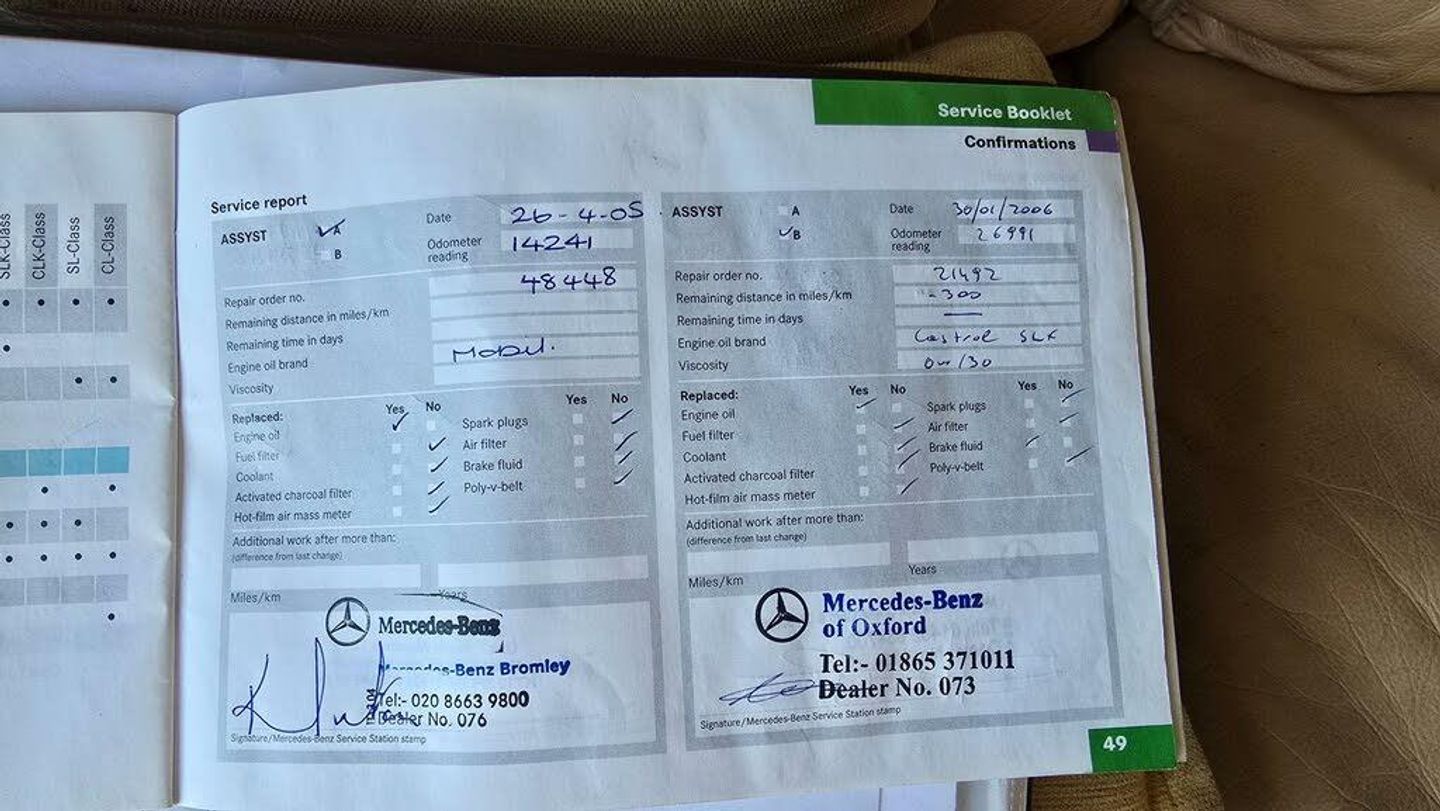 SLK-Class
CLK-Class
SL-Class
CL-Class
Service Booklet
Confirmations
Service report
ASSYST
A
B
Date 26-4-05
Odometer reading 14241
Repair order no. 48448
Remaining distance in miles/km
Remaining time in days
Engine oil brand Mobil.
Viscosity
Replaced: Yes No Yes No
Engine oil Spark plugs
Fuel filter Air filter
Coolant Brake fluid
Activated charcoal filter Poly-v-belt
Hot-film air mass meter
Additional work after more than:
(difference from last change)
Miles/km Years
Mercedes-Benz
Mercedes-Benz Bromley
Tel:- 020 8663 9800
Dealer No. 076
Signature/Mercedes-Benz Service Station stamp
ASSYST
A
B
Date 30/01/2006
Odometer reading 26991
Repair order no. 21492
Remaining distance in miles/km -300
Remaining time in days —
Engine oil brand Castrol SLX
Viscosity 0w/30
Replaced: Yes No Yes No
Engine oil Spark plugs
Fuel filter Air filter
Coolant Brake fluid
Activated charcoal filter Poly-v-belt
Hot-film air mass meter
Additional work after more than:
(difference from last change)
Miles/km Years
Mercedes-Benz
of Oxford
Tel:- 01865 371011
Dealer No. 073
Signature/Mercedes-Benz Service Station stamp
49